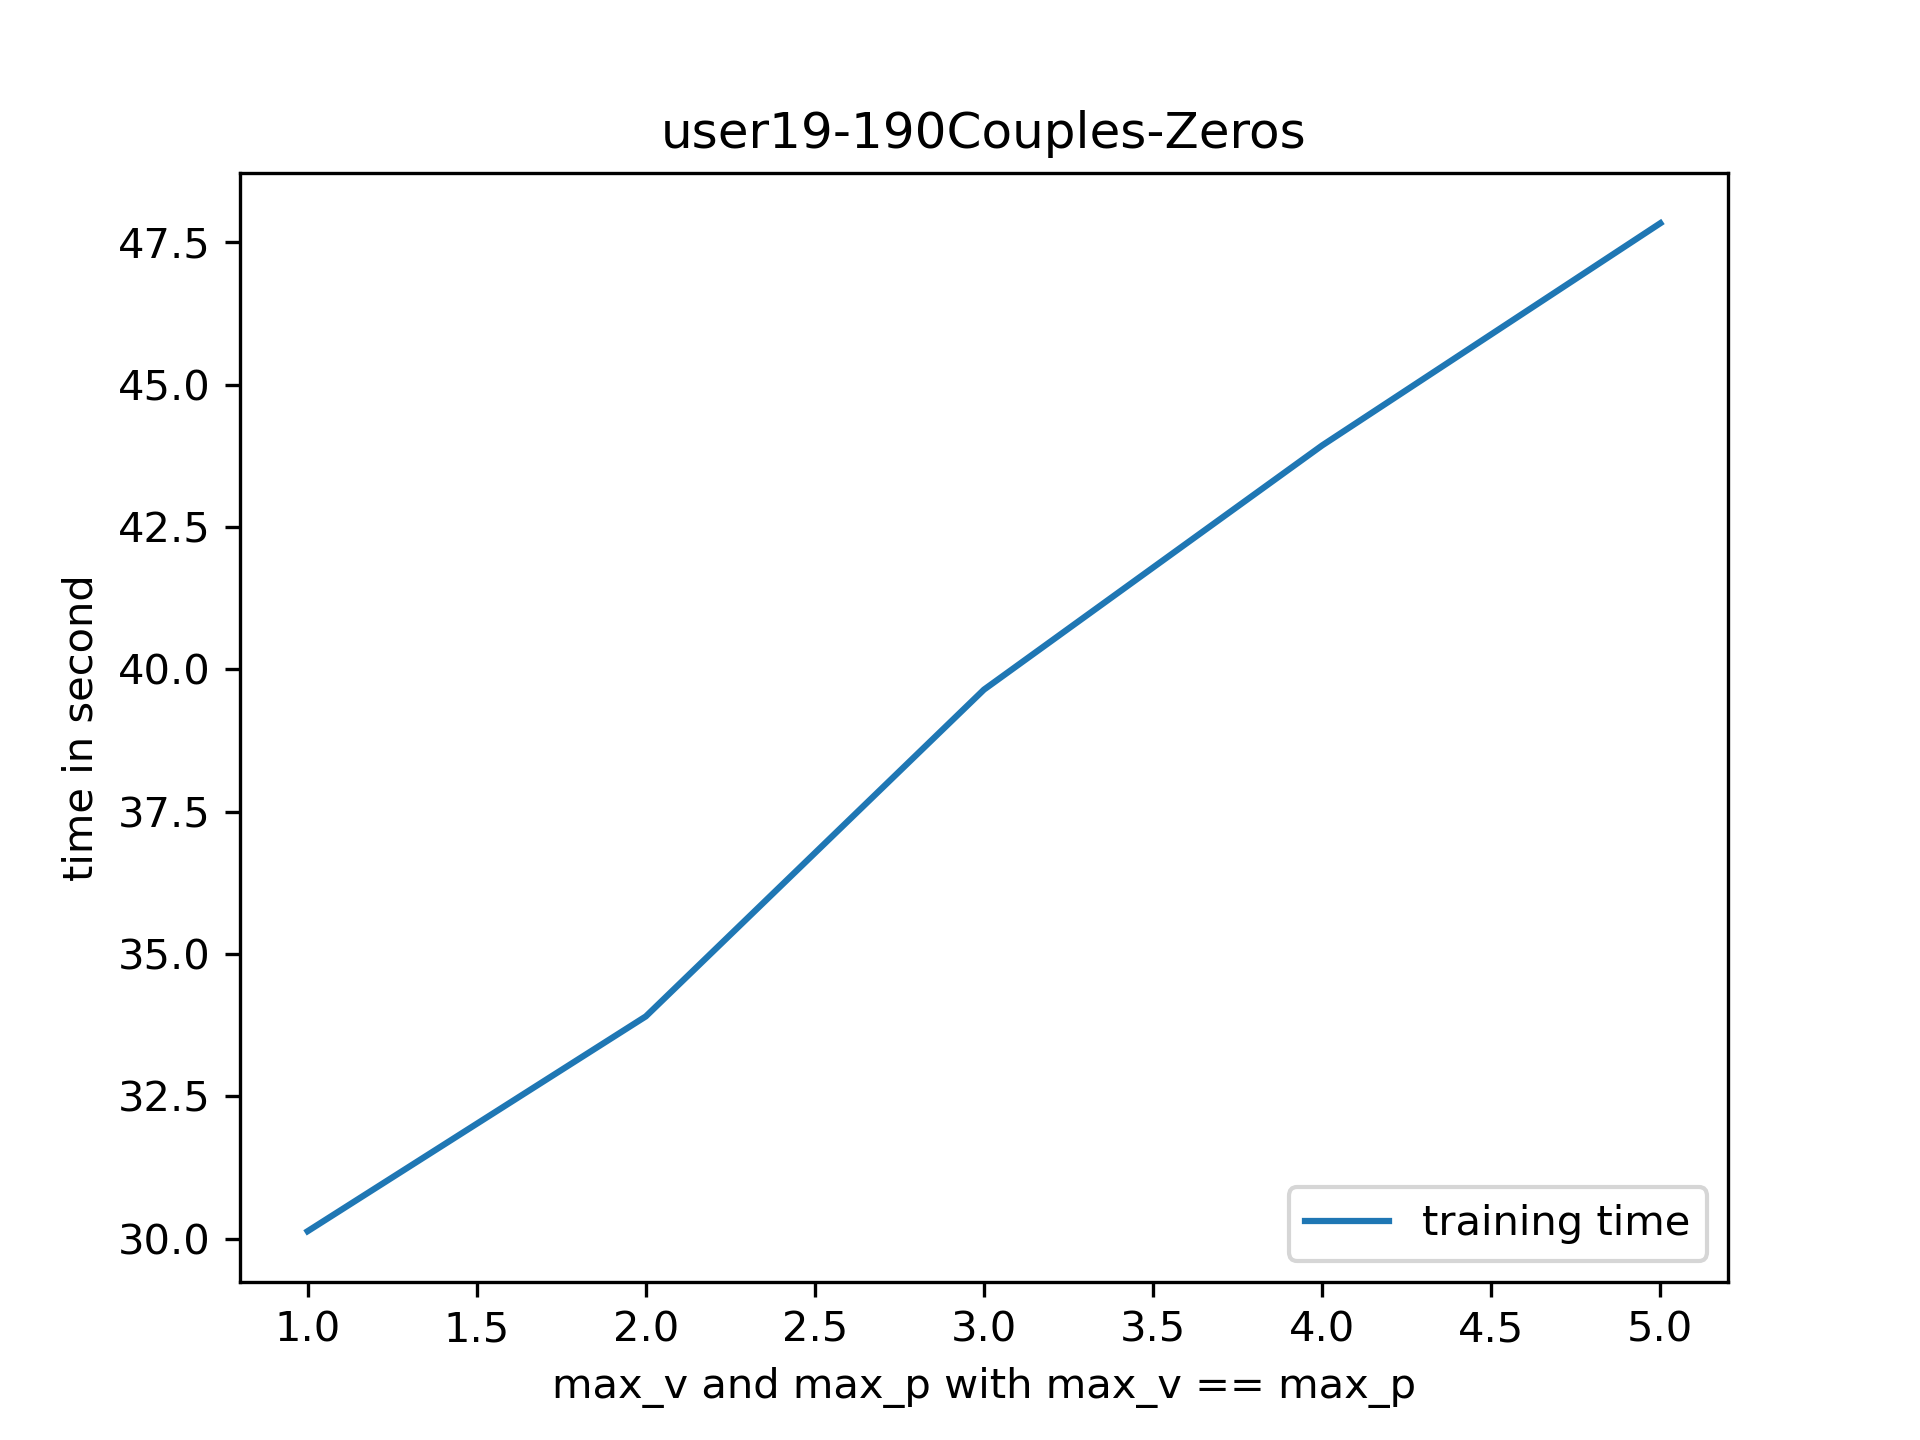 user19-190Couples-Zeros
47.5
45.0
42.5
40.0
37.5
35.0
32.5
30.0
time in second
training time
1.0 1.5 2.0 2.5 3.0 3.5 4.0 4.5 5.0
max_v and max_p with max_v == max_p